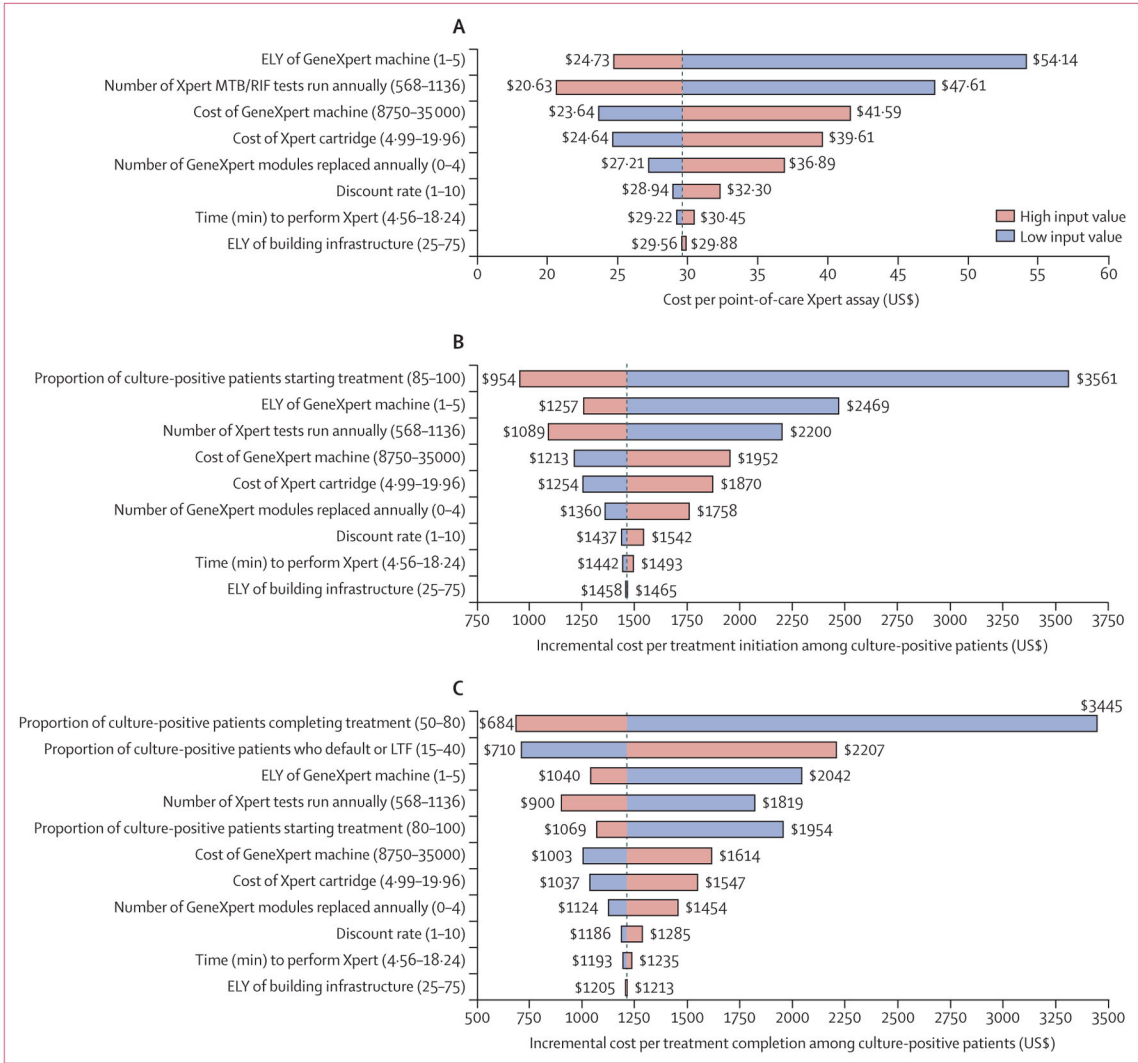 A
ELY of GeneXpert machine (1–5)
$24·73
$54·14
Number of Xpert MTB/RIF tests run annually (568–1136)
$20·63
$47·61
Cost of GeneXpert machine (8750–35 000)
$23·64
$41·59
Cost of Xpert cartridge (4·99–19·96)
$24·64
$39·61
Number of GeneXpert modules replaced annually (0–4)
$27·21
$36·89
Discount rate (1–10)
$28·94
$32·30
Time (min) to perform Xpert (4·56–18·24)
$29·22
$30·45
ELY of building infrastructure (25–75)
$29·56
$29·88
High input value
Low input value
0 20 25 30 35 40 45 50 55 60
Cost per point-of-care Xpert assay (US$)
B
Proportion of culture-positive patients starting treatment (85–100)
$954
$3561
ELY of GeneXpert machine (1–5)
$1257
$2469
Number of Xpert tests run annually (568–1136)
$1089
$2200
Cost of GeneXpert machine (8750–35000)
$1213
$1952
Cost of Xpert cartridge (4·99–19·96)
$1254
$1870
Number of GeneXpert modules replaced annually (0–4)
$1360
$1758
Discount rate (1–10)
$1437
$1542
Time (min) to perform Xpert (4·56–18·24)
$1442
$1493
ELY of building infrastructure (25–75)
$1458
$1465
750 1000 1250 1500 1750 2000 2250 2500 2750 3000 3250 3500 3750
Incremental cost per treatment initiation among culture-positive patients (US$)
C
Proportion of culture-positive patients completing treatment (50–80)
$684
$3445
Proportion of culture-positive patients who default or LTF (15–40)
$710
$2207
ELY of GeneXpert machine (1–5)
$1040
$2042
Number of Xpert tests run annually (568–1136)
$900
$1819
Proportion of culture-positive patients starting treatment (80–100)
$1069
$1954
Cost of GeneXpert machine (8750–35000)
$1003
$1614
Cost of Xpert cartridge (4·99–19·96)
$1037
$1547
Number of GeneXpert modules replaced annually (0–4)
$1124
$1454
Discount rate (1–10)
$1186
$1285
Time (min) to perform Xpert (4·56–18·24)
$1193
$1235
ELY of building infrastructure (25–75)
$1205
$1213
500 750 1000 1250 1500 1750 2000 2250 2500 2750 3000 3250 3500
Incremental cost per treatment completion among culture-positive patients (US$)